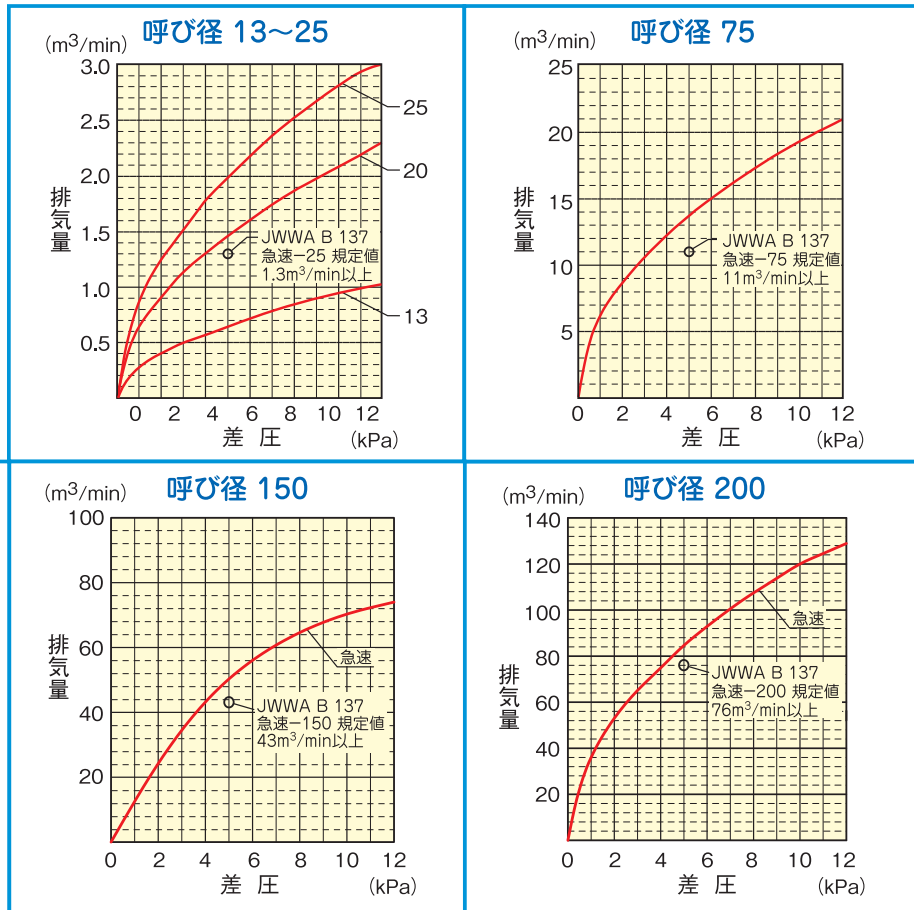 呼び径 13～25
(m³/min)
3.0
2.5
2.0
1.5
1.0
0.5
排気量
25
20
13
JWWA B 137
急速－25 規定値
1.3m³/min以上
0 2 4 6 8 10 12
差 圧 (kPa)
呼び径 75
(m³/min)
25
20
15
10
5
排気量
JWWA B 137
急速－75 規定値
11m³/min以上
0 2 4 6 8 10 12
差 圧 (kPa)
呼び径 150
(m³/min)
100
80
60
40
20
排気量
急速
JWWA B 137
急速－150 規定値
43m³/min以上
0 2 4 6 8 10 12
差 圧 (kPa)
呼び径 200
(m³/min)
140
120
100
80
60
40
20
排気量
急速
JWWA B 137
急速－200 規定値
76m³/min以上
0 2 4 6 8 10 12
差 圧 (kPa)